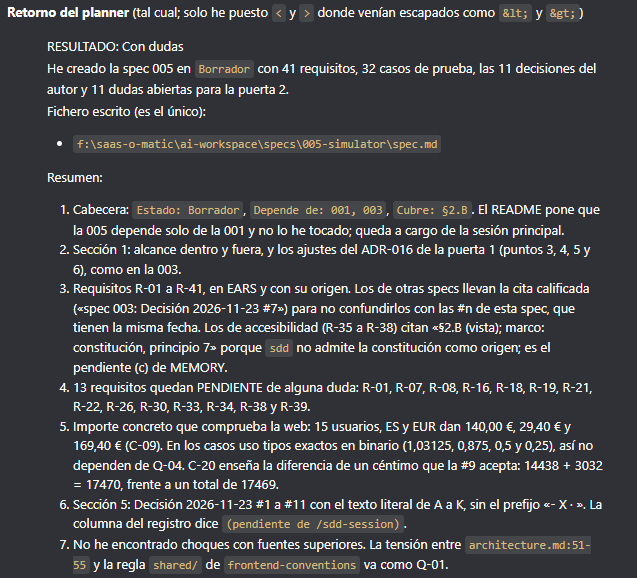 Retorno del planner (tal cual; solo he puesto < y > donde venían escapados como &lt; y &gt;)
RESULTADO: Con dudas
He creado la spec 005 en Borrador con 41 requisitos, 32 casos de prueba, las 11 decisiones del
autor y 11 dudas abiertas para la puerta 2.
Fichero escrito (es el único):
• f:\saas-o-matic\ai-workspace\specs\005-simulator\spec.md
Resumen:
1. Cabecera: Estado: Borrador, Depende de: 001, 003, Cubre: §2.B. El README pone que
la 005 depende solo de la 001 y no lo he tocado; queda a cargo de la sesión principal.
2. Sección 1: alcance dentro y fuera, y los ajustes del ADR-016 de la puerta 1 (puntos 3, 4, 5 y
6), como en la 003.
3. Requisitos R-01 a R-41, en EARS y con su origen. Los de otras specs llevan la cita calificada
(«spec 003: Decisión 2026-11-23 #7») para no confundirlos con las #n de esta spec, que
tienen la misma fecha. Los de accesibilidad (R-35 a R-38) citan «§2.B (vista); marco:
constitución, principio 7» porque sdd no admite la constitución como origen; es el
pendiente (c) de MEMORY.
4. 13 requisitos quedan PENDIENTE de alguna duda: R-01, R-07, R-08, R-16, R-18, R-19, R-21,
R-22, R-26, R-30, R-33, R-34, R-38 y R-39.
5. Importe concreto que comprueba la web: 15 usuarios, ES y EUR dan 140,00 €, 29,40 € y
169,40 € (C-09). En los casos uso tipos exactos en binario (1,03125, 0,875, 0,5 y 0,25), así no
dependen de Q-04. C-20 enseña la diferencia de un céntimo que la #9 acepta: 14438 + 3032
= 17470, frente a un total de 17469.
6. Sección 5: Decisión 2026-11-23 #1 a #11 con el texto literal de A a K, sin el prefijo «- X · ». La
columna del registro dice (pendiente de /sdd-session).
7. No he encontrado choques con fuentes superiores. La tensión entre architecture.md:51-
55 y la regla shared/ de frontend-conventions va como Q-01.